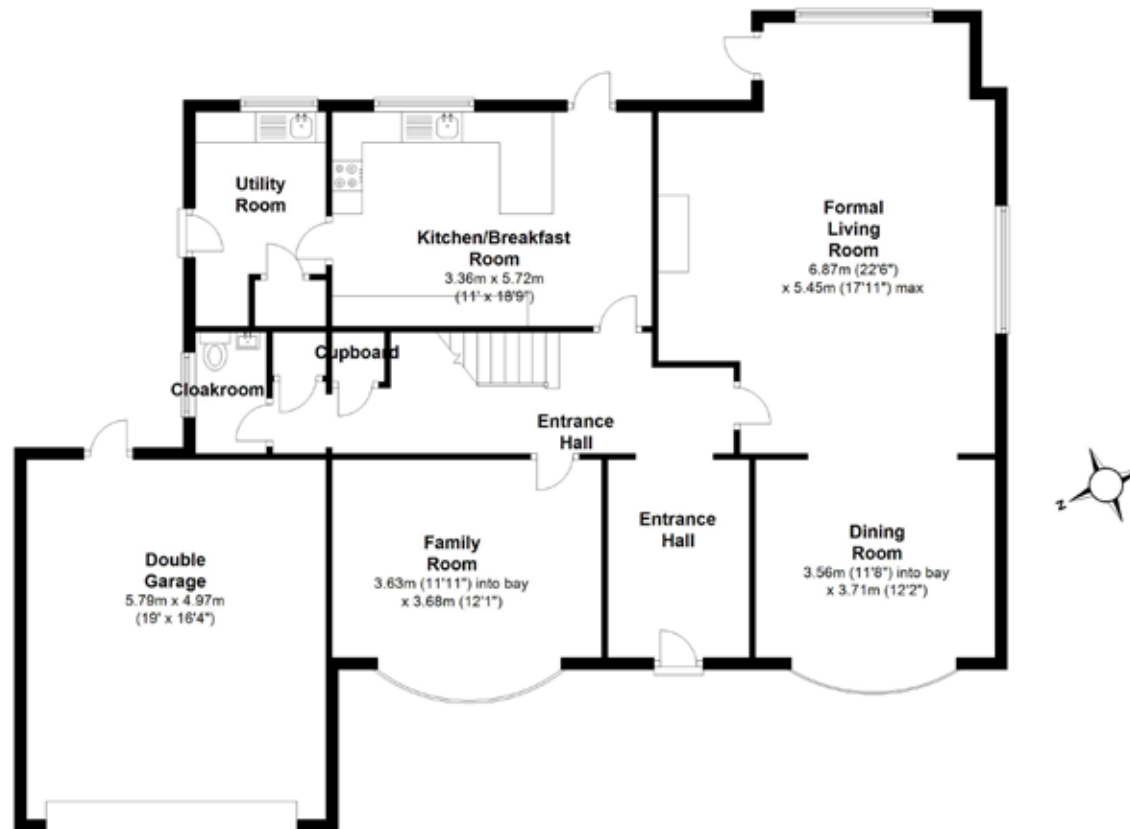 Utility
Room
Kitchen/Breakfast
Room
3.36m x 5.72m
(11' x 18'9")
Formal
Living
Room
6.87m (22'6")
x 5.45m (17'11") max
Cupboard
Cloakroom
Entrance
Hall
Double
Garage
5.79m x 4.97m
(19' x 16'4")
Family
Room
3.63m (11'11") into bay
x 3.68m (12'1")
Entrance
Hall
Dining
Room
3.56m (11'8") into bay
x 3.71m (12'2")
N